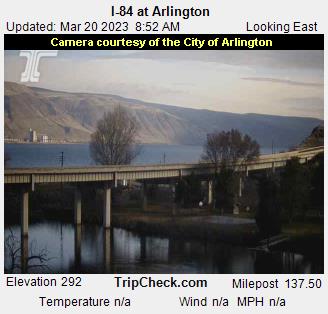 I-84 at Arlington
Updated: Mar 20 2023 8:52 AM Looking East
Camera courtesy of the City of Arlington
Elevation 292 TripCheck.com Milepost 137.50
Temperature n/a Wind n/a MPH n/a